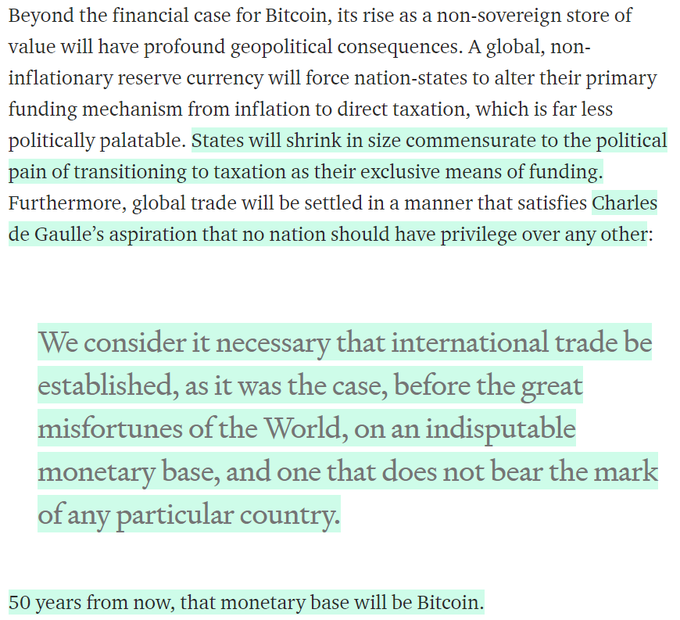 Beyond the financial case for Bitcoin, its rise as a non-sovereign store of
value will have profound geopolitical consequences. A global, non-
inflationary reserve currency will force nation-states to alter their primary
funding mechanism from inflation to direct taxation, which is far less
politically palatable. States will shrink in size commensurate to the political
pain of transitioning to taxation as their exclusive means of funding.
Furthermore, global trade will be settled in a manner that satisfies Charles
de Gaulle’s aspiration that no nation should have privilege over any other:
We consider it necessary that international trade be
established, as it was the case, before the great
misfortunes of the World, on an indisputable
monetary base, and one that does not bear the mark
of any particular country.
50 years from now, that monetary base will be Bitcoin.